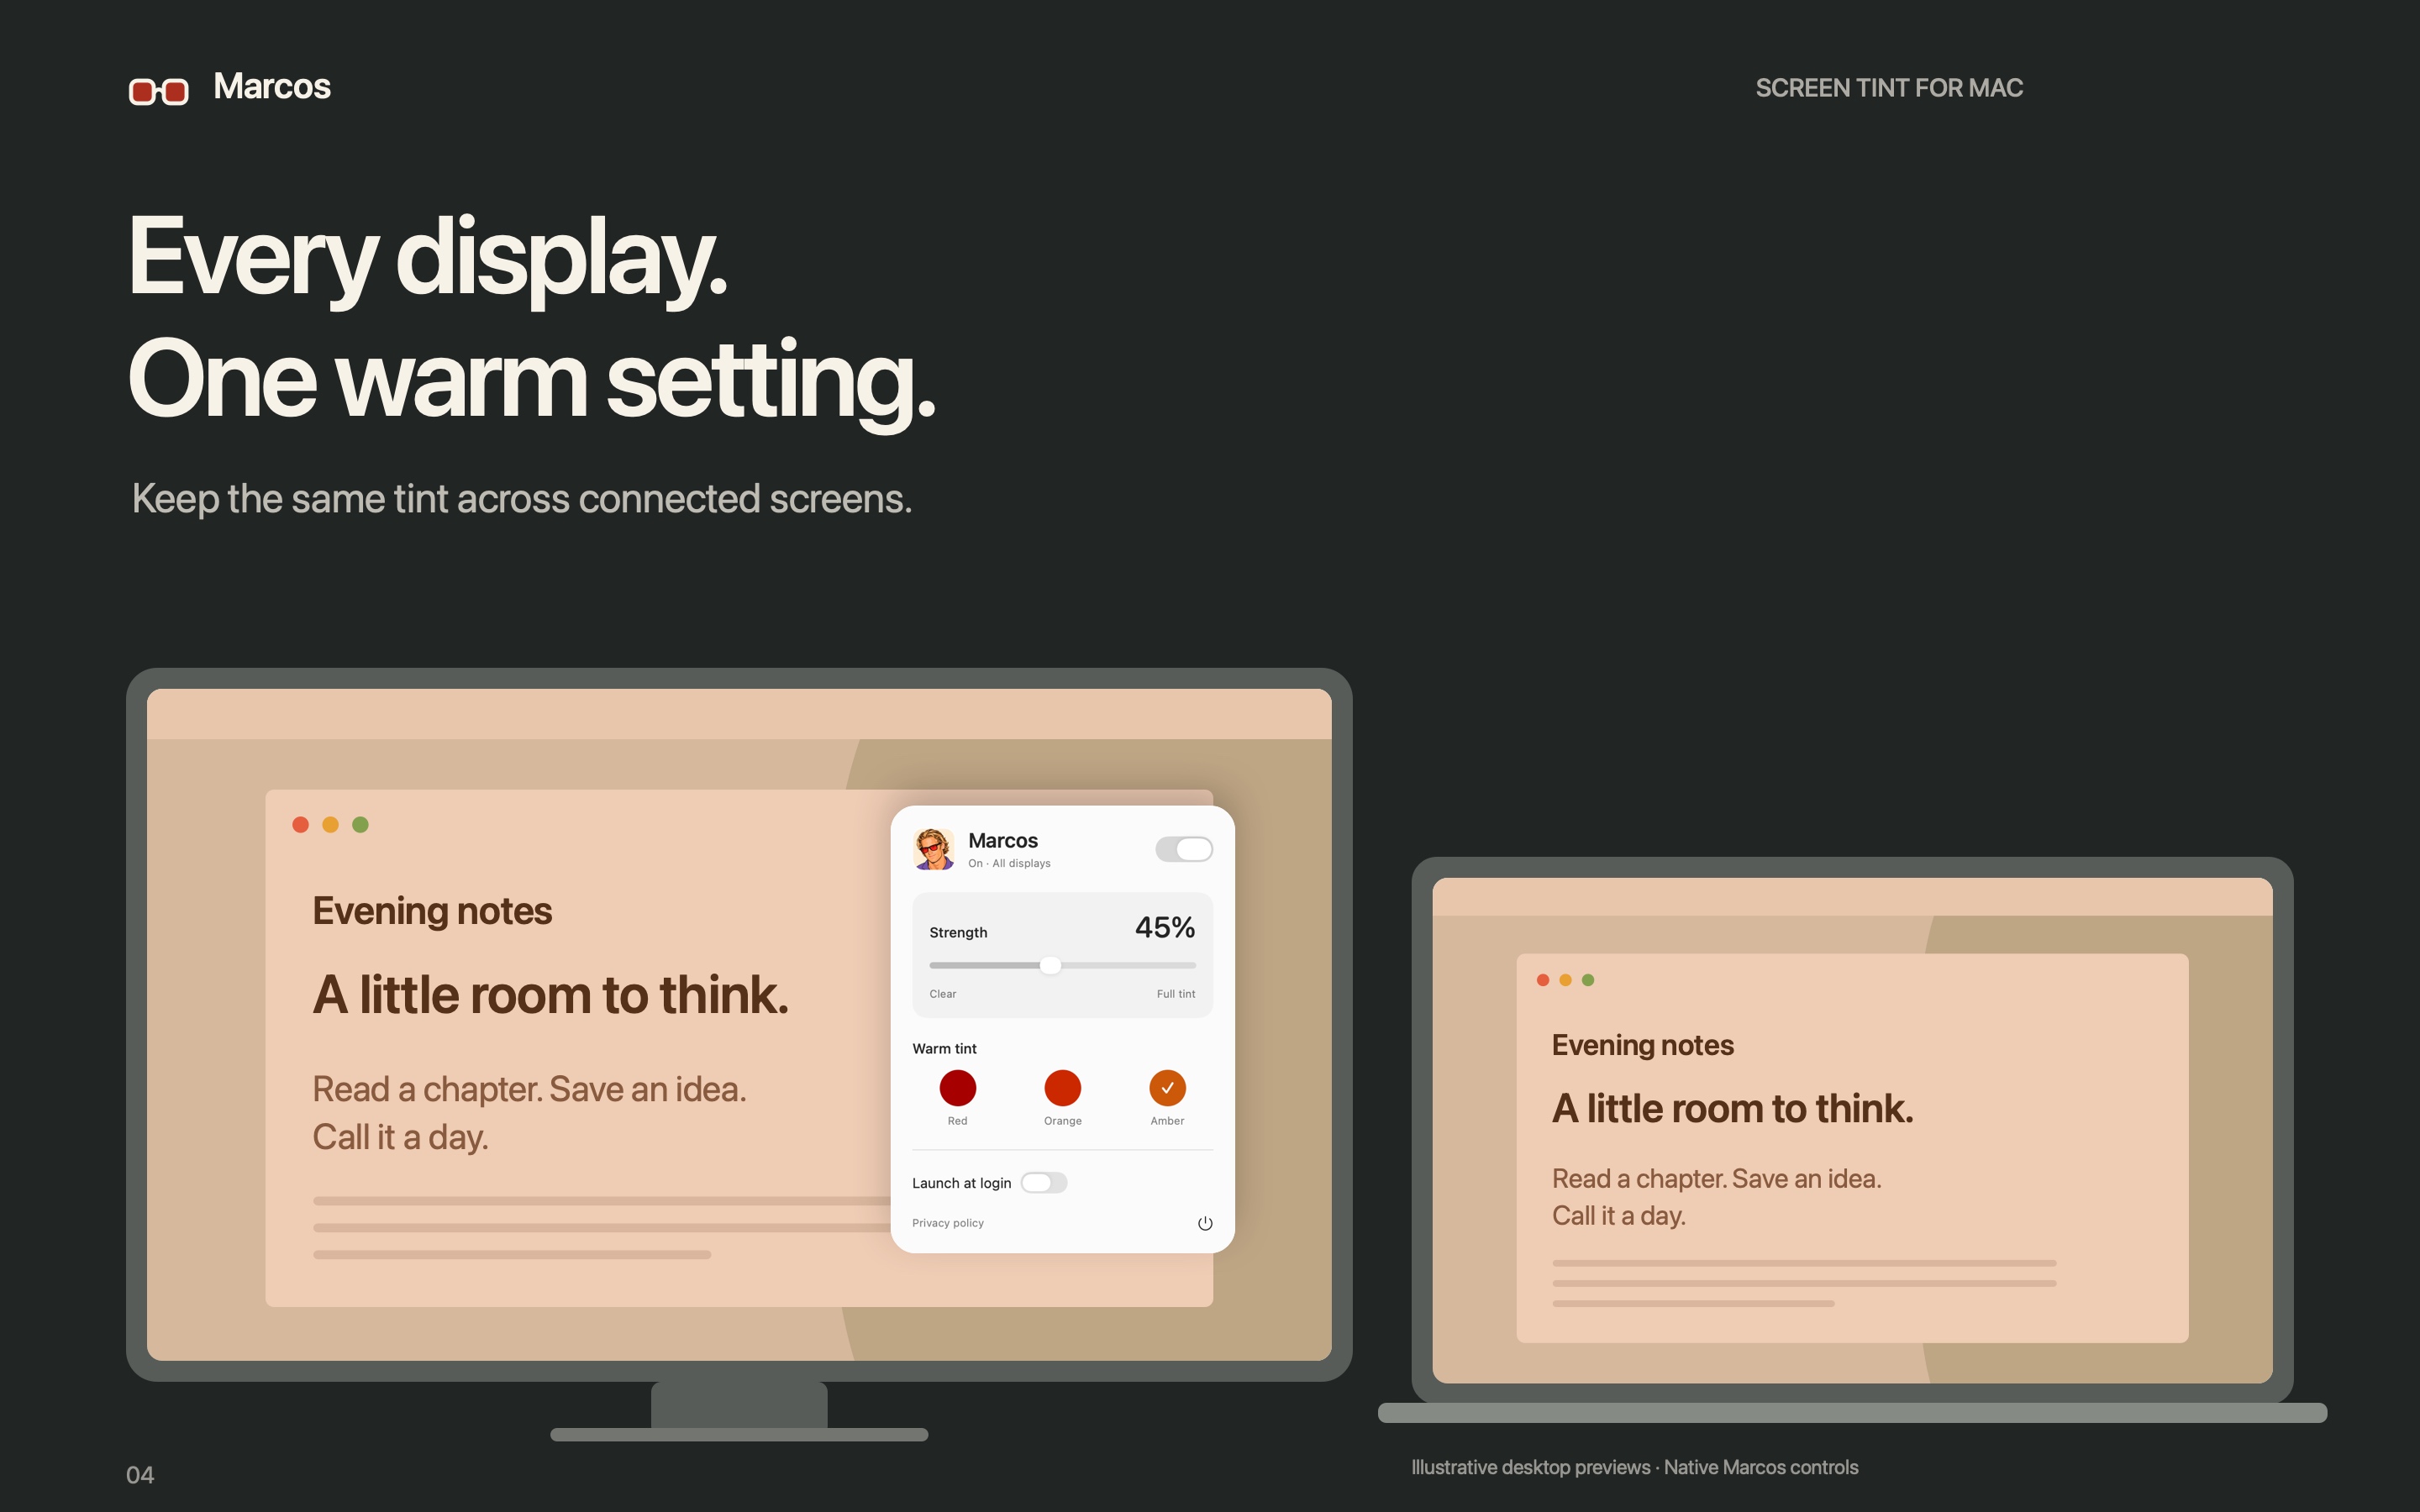 Marcos
SCREEN TINT FOR MAC
Every display.
One warm setting.
Keep the same tint across connected screens.
Evening notes
A little room to think.
Read a chapter. Save an idea.
Call it a day.
Marcos
On · All displays
Strength
45%
Clear
Full tint
Warm tint
Red
Orange
Amber
Launch at login
Privacy policy
Evening notes
A little room to think.
Read a chapter. Save an idea.
Call it a day.
04
Illustrative desktop previews · Native Marcos controls